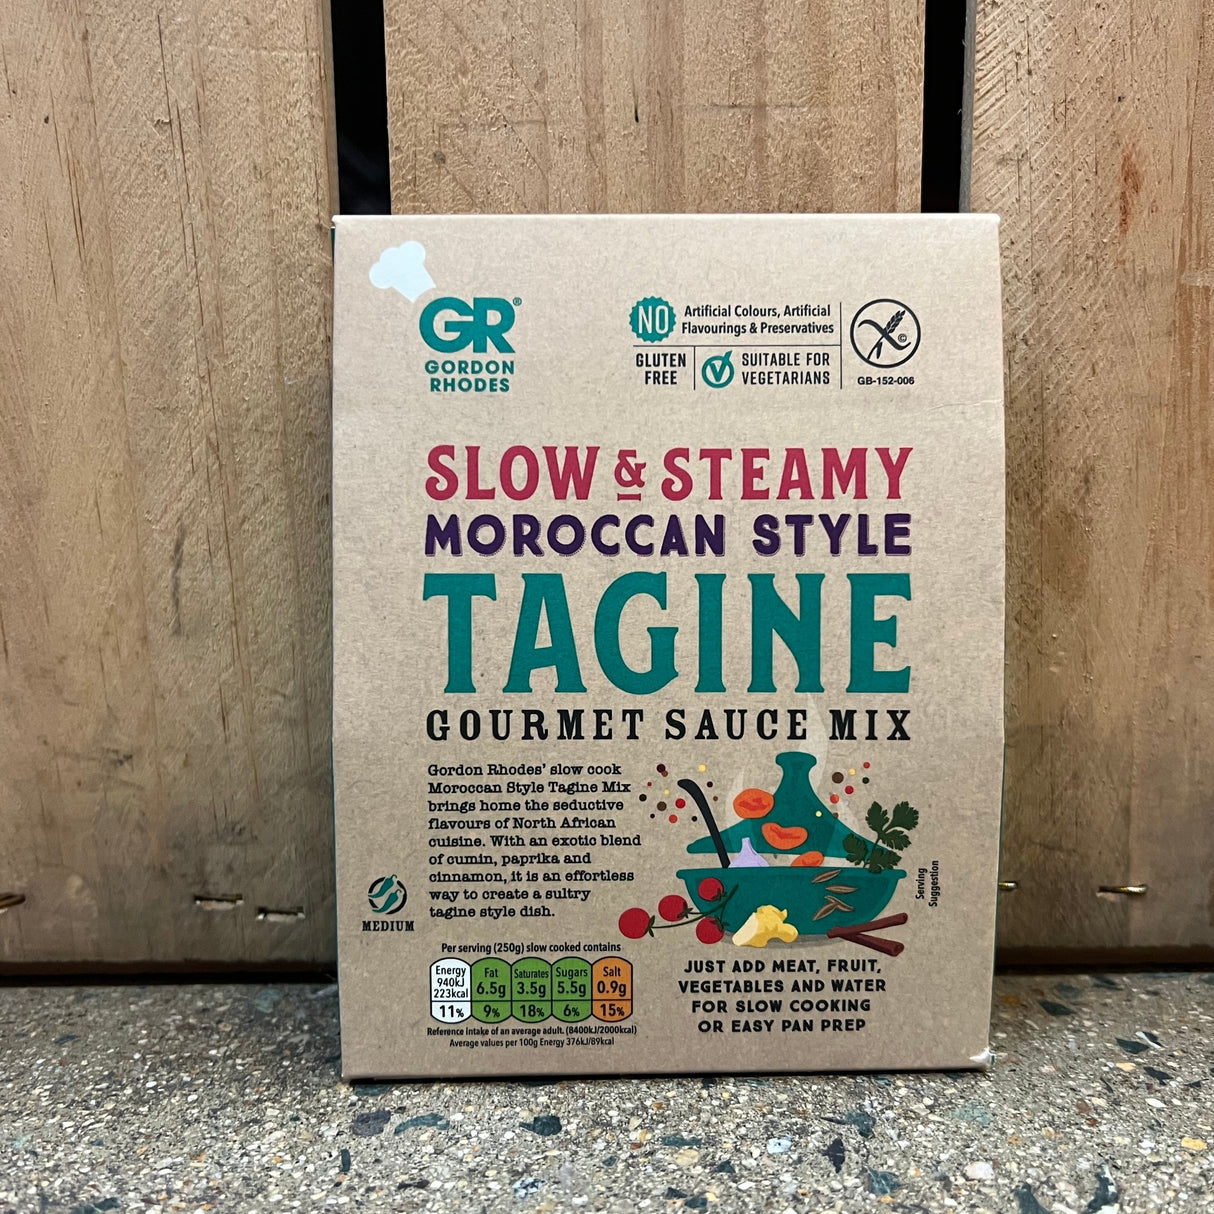 GR®
GORDON
RHODES
NO
Artificial Colours, Artificial
Flavourings & Preservatives
GLUTEN
FREE
SUITABLE FOR
VEGETARIANS
©
GB-152-006
SLOW & STEAMY
MOROCCAN STYLE
TAGINE
GOURMET SAUCE MIX
Gordon Rhodes' slow cook
Moroccan Style Tagine Mix
brings home the seductive
flavours of North African
cuisine. With an exotic blend
of cumin, paprika and
cinnamon, it is an effortless
way to create a sultry
tagine style dish.
MEDIUM
Serving
Suggestion
Per serving (250g) slow cooked contains
Energy
940kJ
223kcal
11%
Fat
6.5g
9%
Saturates
3.5g
18%
Sugars
5.5g
6%
Salt
0.9g
15%
Reference intake of an average adult. (8400kJ/2000kcal)
Average values per 100g Energy 376kJ/89kcal
JUST ADD MEAT, FRUIT,
VEGETABLES AND WATER
FOR SLOW COOKING
OR EASY PAN PREP